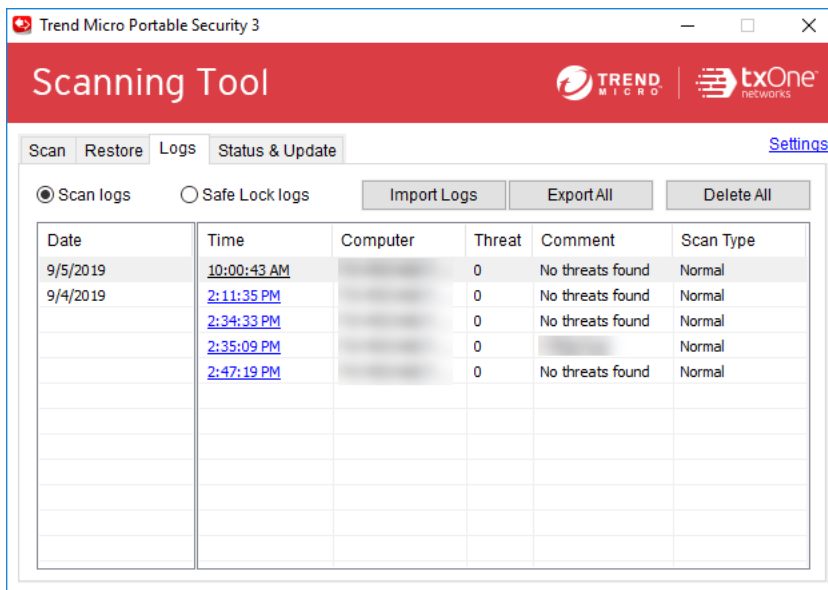 Trend Micro Portable Security 3
Scanning Tool
TREND MICRO
txOne networks
Scan Restore Logs Status & Update
Settings
Scan logs Safe Lock logs Import Logs Export All Delete All
Date Time Computer Threat Comment Scan Type
9/5/2019 10:00:43 AM 0 No threats found Normal
9/4/2019 2:11:35 PM 0 No threats found Normal
2:34:33 PM 0 No threats found Normal
2:35:09 PM 0 Normal
2:47:19 PM 0 No threats found Normal